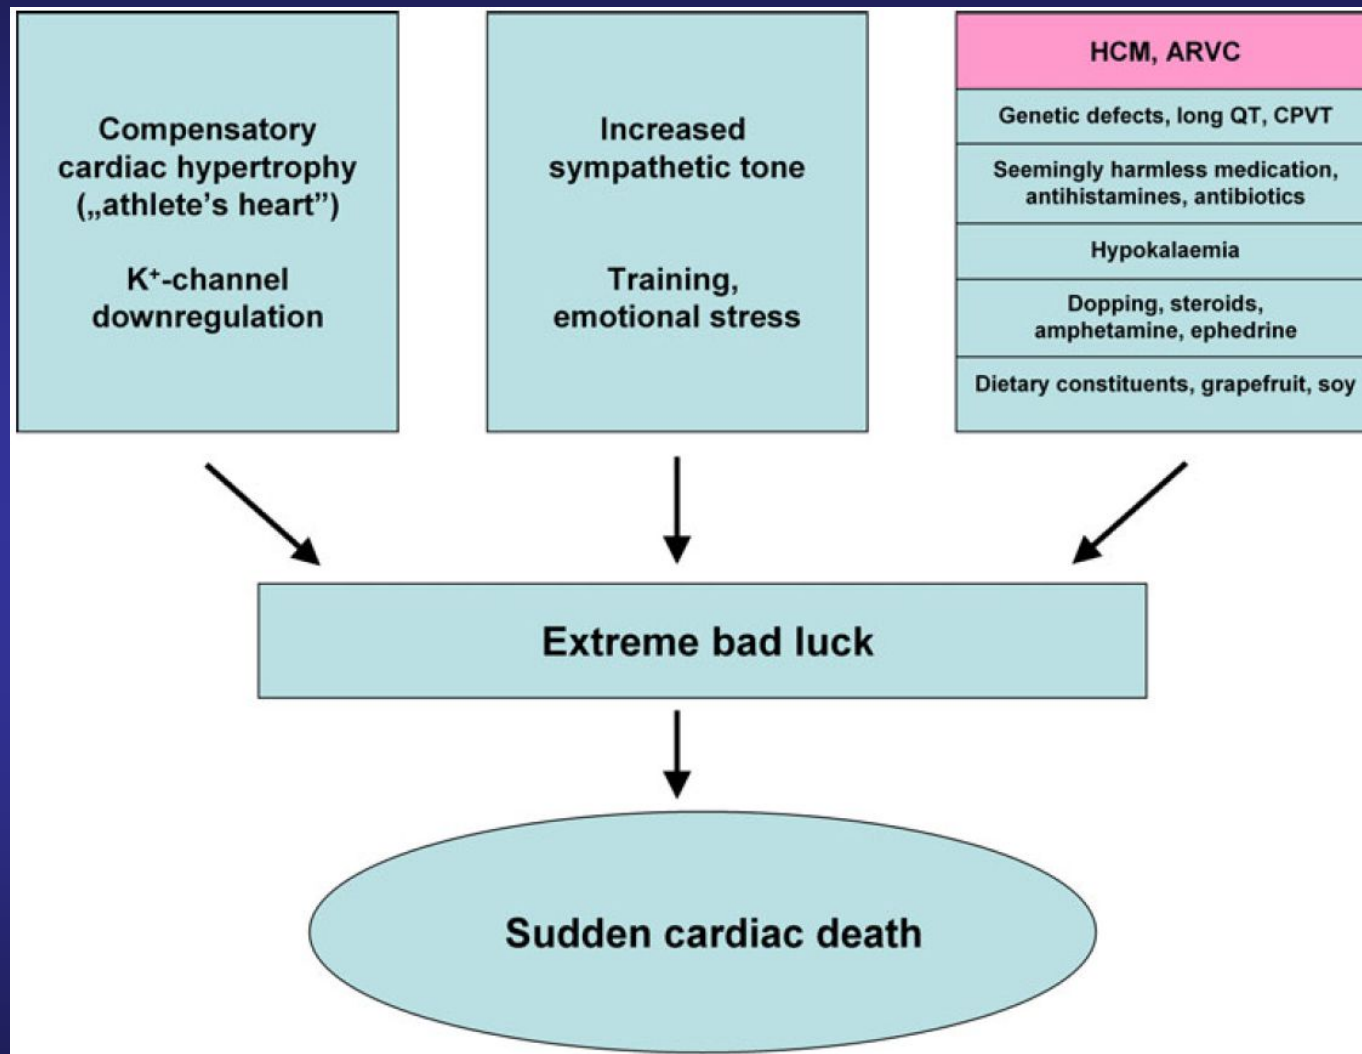 Compensatory
cardiac hypertrophy
(„athlete’s heart”)
K⁺-channel
downregulation
Increased
sympathetic tone
Training,
emotional stress
HCM, ARVC
Genetic defects, long QT, CPVT
Seemingly harmless medication,
antihistamines, antibiotics
Hypokalaemia
Dopping, steroids,
amphetamine, ephedrine
Dietary constituents, grapefruit, soy
Extreme bad luck
Sudden cardiac death